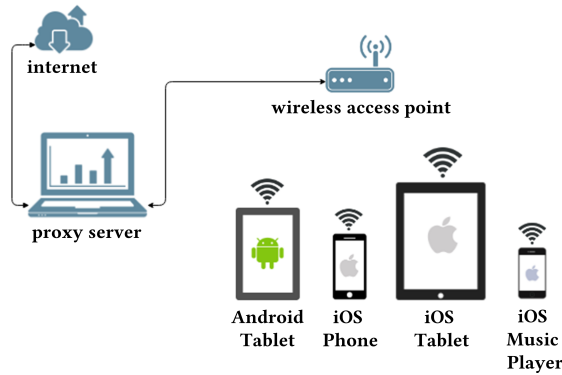 internet
wireless access point
proxy server
Android
Tablet
iOS
Phone
iOS
Tablet
iOS
Music
Player